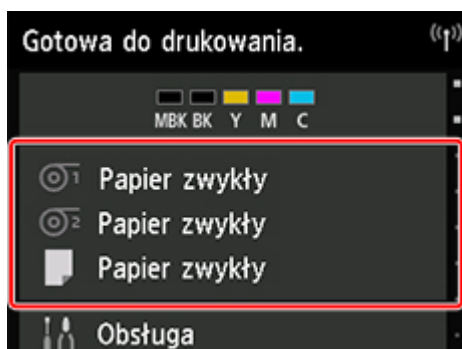 Gotowa do drukowania.
MBK BK Y M C
1 Papier zwykły
2 Papier zwykły
Papier zwykły
Obsługa